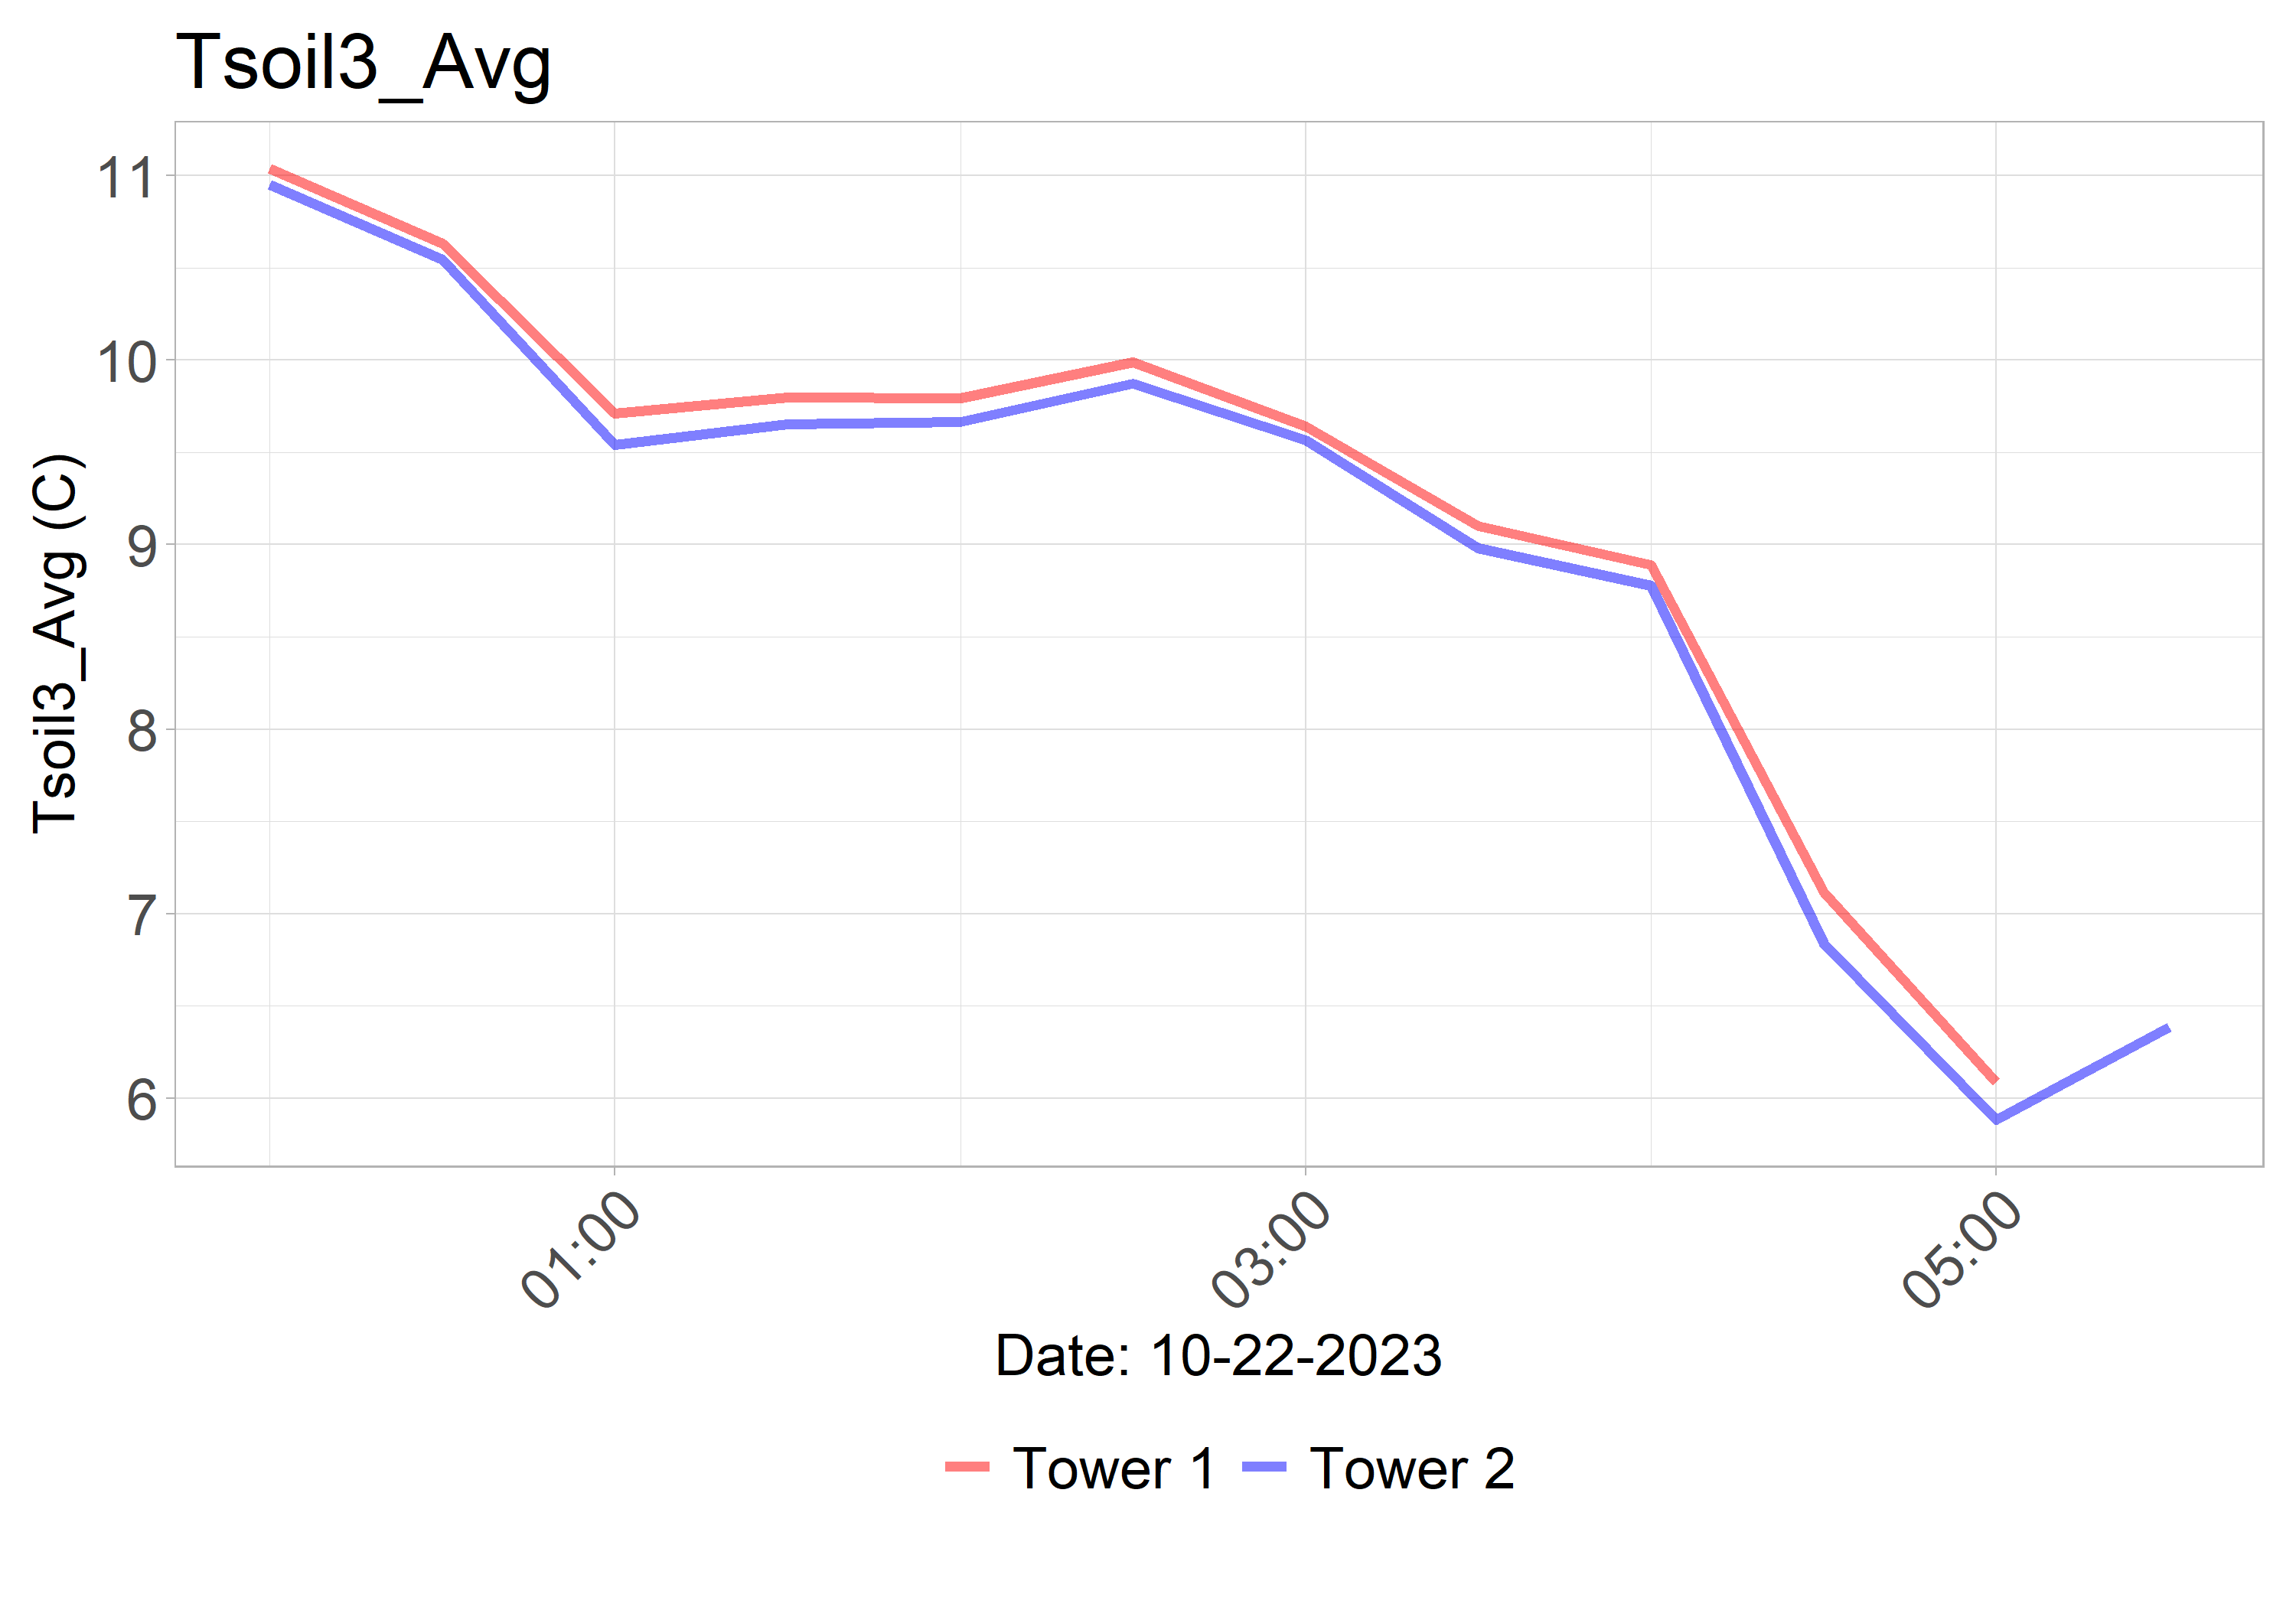 Tsoil3_Avg
Tsoil3_Avg (C)
11
10
9
8
7
6
01:00
03:00
05:00
Date: 10-22-2023
Tower 1
Tower 2